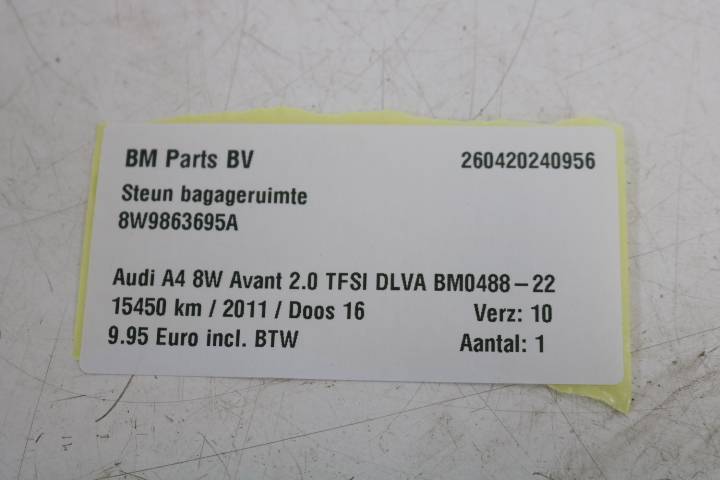 BM Parts BV 260420240956
Steun bagageruimte
8W9863695A
Audi A4 8W Avant 2.0 TFSI DLVA BM0488-22
15450 km / 2011 / Doos 16 Verz: 10
9.95 Euro incl. BTW Aantal: 1